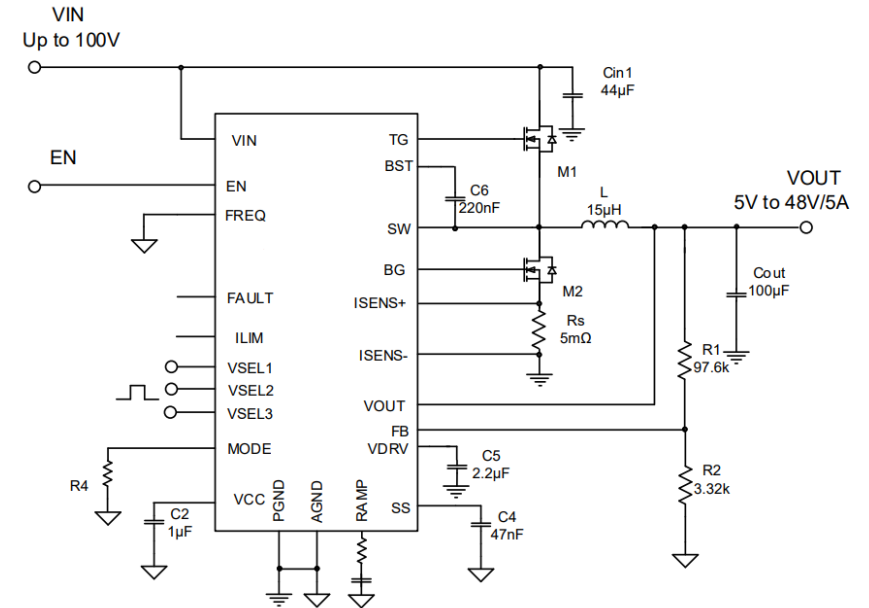 VIN
Up to 100V
Cin1
44µF
VIN
TG
M1
BST
EN
EN
C6
220nF
L
15µH
VOUT
5V to 48V/5A
FREQ
SW
BG
M2
Cout
100µF
FAULT
ISENS+
Rs
5mΩ
ILIM
ISENS-
R1
97.6k
VSEL1
VSEL2
VSEL3
VOUT
FB
MODE
VDRV
C5
2.2µF
R2
3.32k
R4
VCC
C2
1µF
PGND
AGND
RAMP
SS
C4
47nF